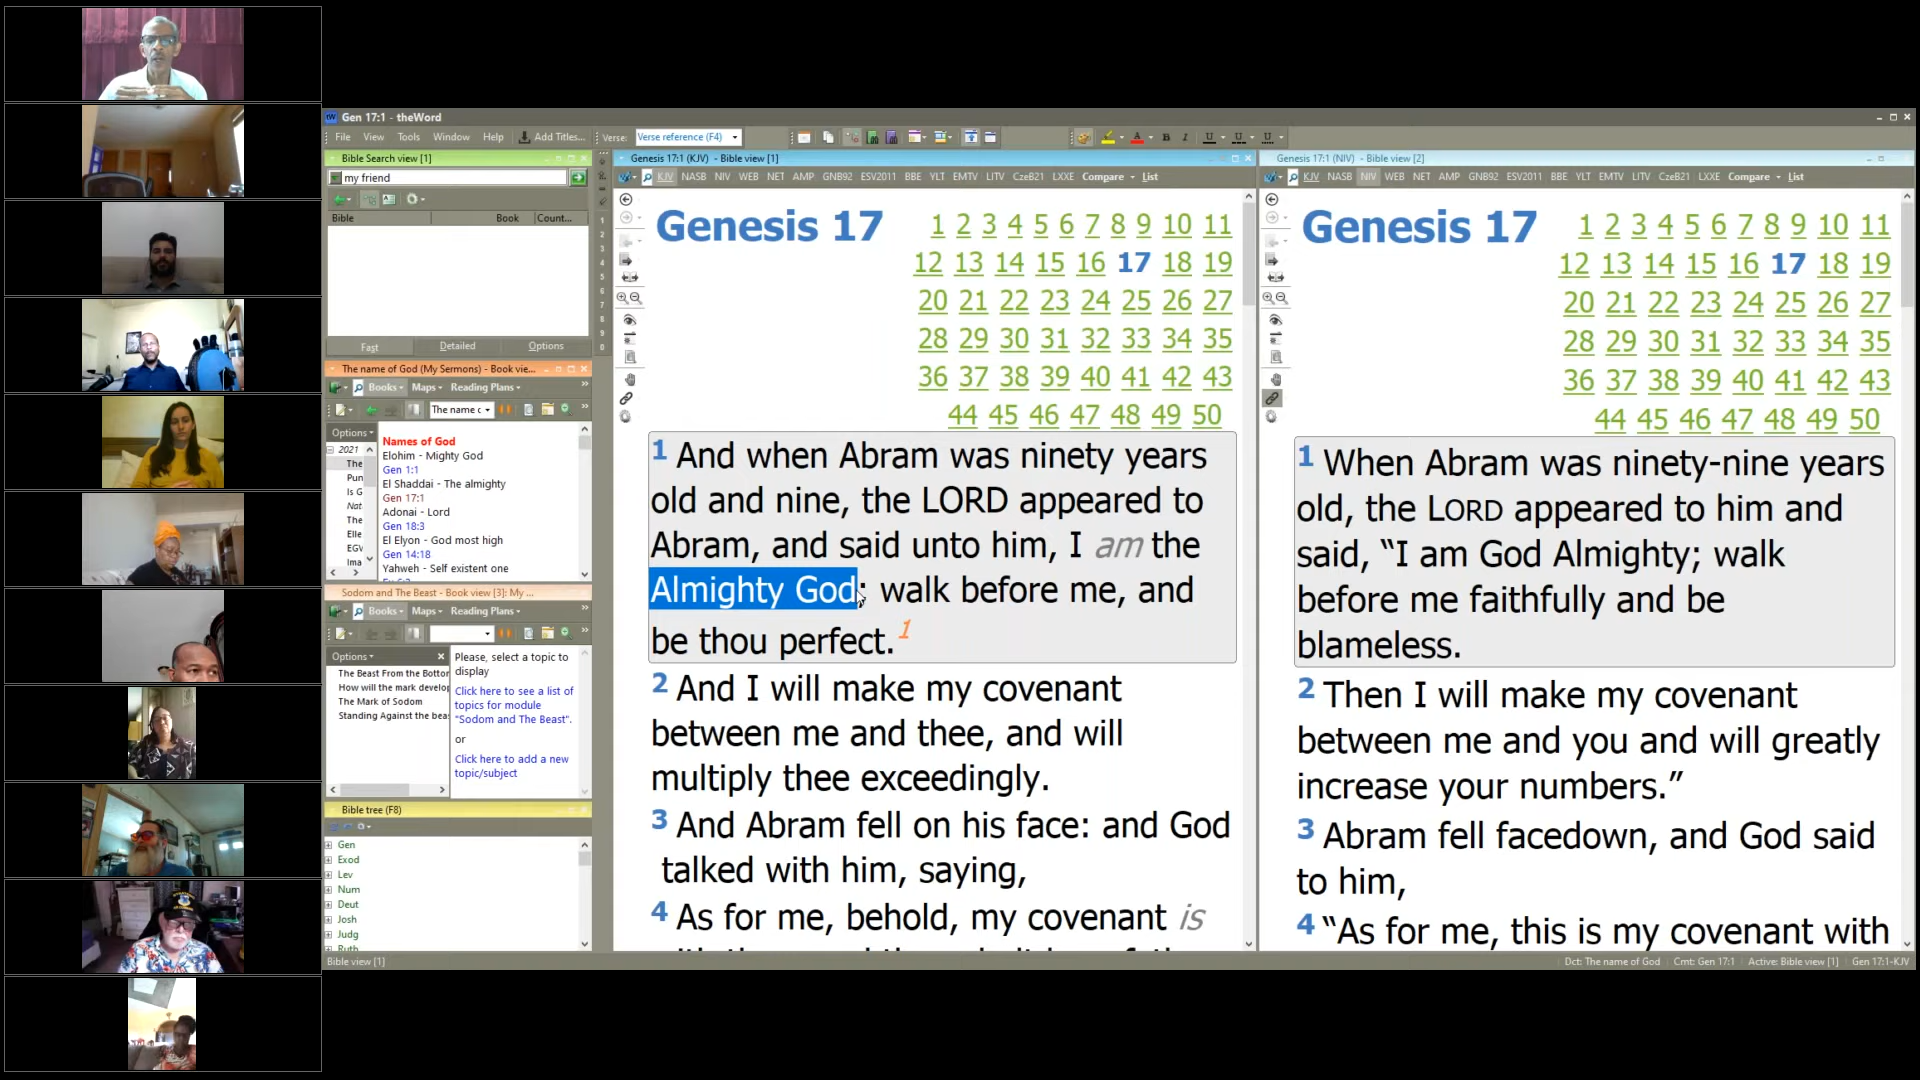 Gen 17:1 - theWord
File View Tools Window Help Add Titles... Verse: Verse reference (F4)
Bible Search view [1]
my friend
Bible Book Count...
Fast Detailed Options
The name of God (My Sermons) - Book vie...
Books Maps Reading Plans
The name c
Options
2021
The
Pun
Is G
Nat
The
Elle
EGV
Ima
Names of God
Elohim - Mighty God
Gen 1:1
El Shaddai - The almighty
Gen 17:1
Adonai - Lord
Gen 18:3
El Elyon - God most high
Gen 14:18
Yahweh - Self existent one
Sodom and The Beast - Book view [3]: My ...
Books Maps Reading Plans
Options
The Beast From the Bottor
How will the mark develop
The Mark of Sodom
Standing Against the beas
Please, select a topic to
display
Click here to see a list of
topics for module
"Sodom and The Beast".
or
Click here to add a new
topic/subject
Bible tree (F8)
Gen
Exod
Lev
Num
Deut
Josh
Judg
Ruth
Bible view [1]
Genesis 17:1 (KJV) - Bible view [1]
KJV NASB NIV WEB NET AMP GNB92 ESV2011 BBE YLT EMTV LITV CzeB21 LXXE Compare List
Genesis 17
1 2 3 4 5 6 7 8 9 10 11
12 13 14 15 16 17 18 19
20 21 22 23 24 25 26 27
28 29 30 31 32 33 34 35
36 37 38 39 40 41 42 43
44 45 46 47 48 49 50
1 And when Abram was ninety years
old and nine, the LORD appeared to
Abram, and said unto him, I am the
Almighty God; walk before me, and
be thou perfect. 1
2 And I will make my covenant
between me and thee, and will
multiply thee exceedingly.
3 And Abram fell on his face: and God
talked with him, saying,
4 As for me, behold, my covenant is
Genesis 17:1 (NIV) - Bible view [2]
KJV NASB NIV WEB NET AMP GNB92 ESV2011 BBE YLT EMTV LITV CzeB21 LXXE Compare List
Genesis 17
1 2 3 4 5 6 7 8 9 10 11
12 13 14 15 16 17 18 19
20 21 22 23 24 25 26 27
28 29 30 31 32 33 34 35
36 37 38 39 40 41 42 43
44 45 46 47 48 49 50
1 When Abram was ninety-nine years
old, the LORD appeared to him and
said, “I am God Almighty; walk
before me faithfully and be
blameless.
2 Then I will make my covenant
between me and you and will greatly
increase your numbers.”
3 Abram fell facedown, and God said
to him,
4 “As for me, this is my covenant with
Dct: The name of God Cmt: Gen 17:1 Active: Bible view [1] Gen 17:1-KJV